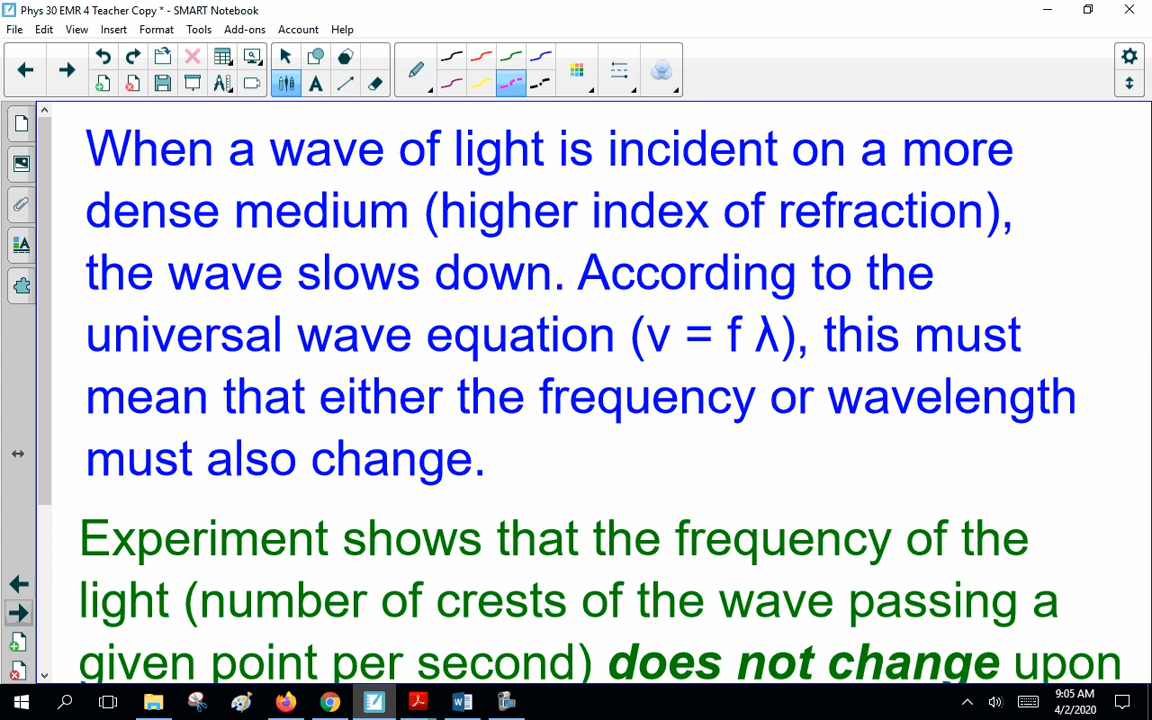 Phys 30 EMR 4 Teacher Copy * - SMART Notebook
File Edit View Insert Format Tools Add-ons Account Help
When a wave of light is incident on a more
dense medium (higher index of refraction),
the wave slows down. According to the
universal wave equation (v = f λ), this must
mean that either the frequency or wavelength
must also change.
Experiment shows that the frequency of the
light (number of crests of the wave passing a
given point per second) does not change upon
9:05 AM
4/2/2020